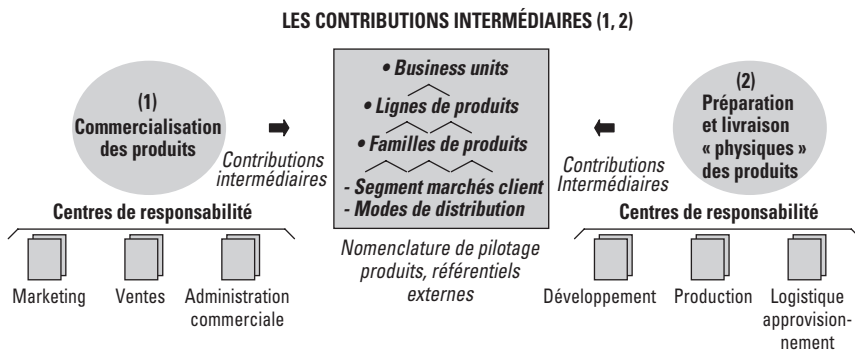 LES CONTRIBUTIONS INTERMÉDIAIRES (1, 2)
(1)
Commercialisation
des produits
Contributions
intermédiaires
• Business units
• Lignes de produits
• Familles de produits
- Segment marchés client
- Modes de distribution
Nomenclature de pilotage
produits, référentiels
externes
(2)
Préparation
et livraison
« physiques »
des produits
Contributions
Intermédiaires
Centres de responsabilité
Marketing
Ventes
Administration
commerciale
Centres de responsabilité
Développement
Production
Logistique
approvision-
nement